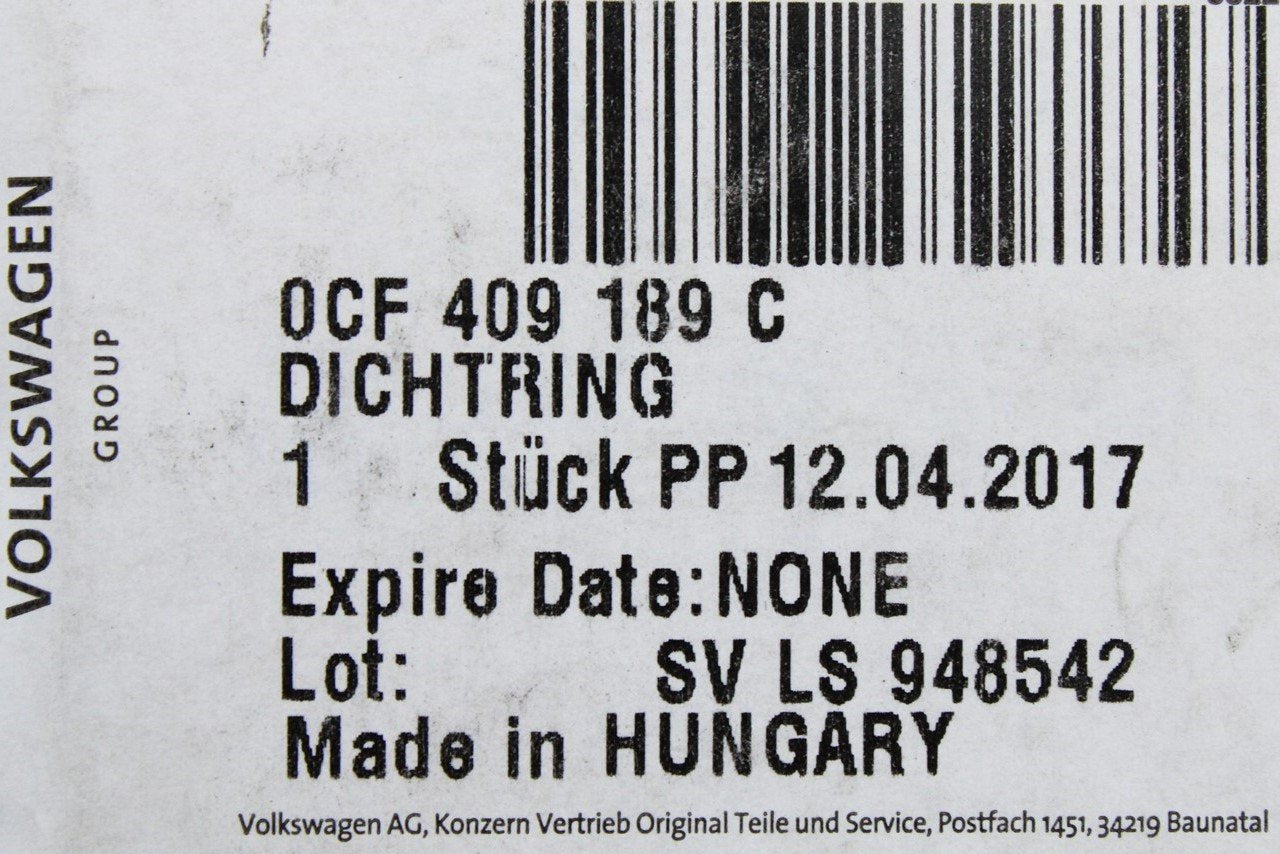 VOLKSWAGEN
GROUP
0CF 409 189 C
DICHTRING
1 Stück PP 12.04.2017
Expire Date:NONE
Lot: SV LS 948542
Made in HUNGARY
Volkswagen AG, Konzern Vertrieb Original Teile und Service, Postfach 1451, 34219 Baunatal